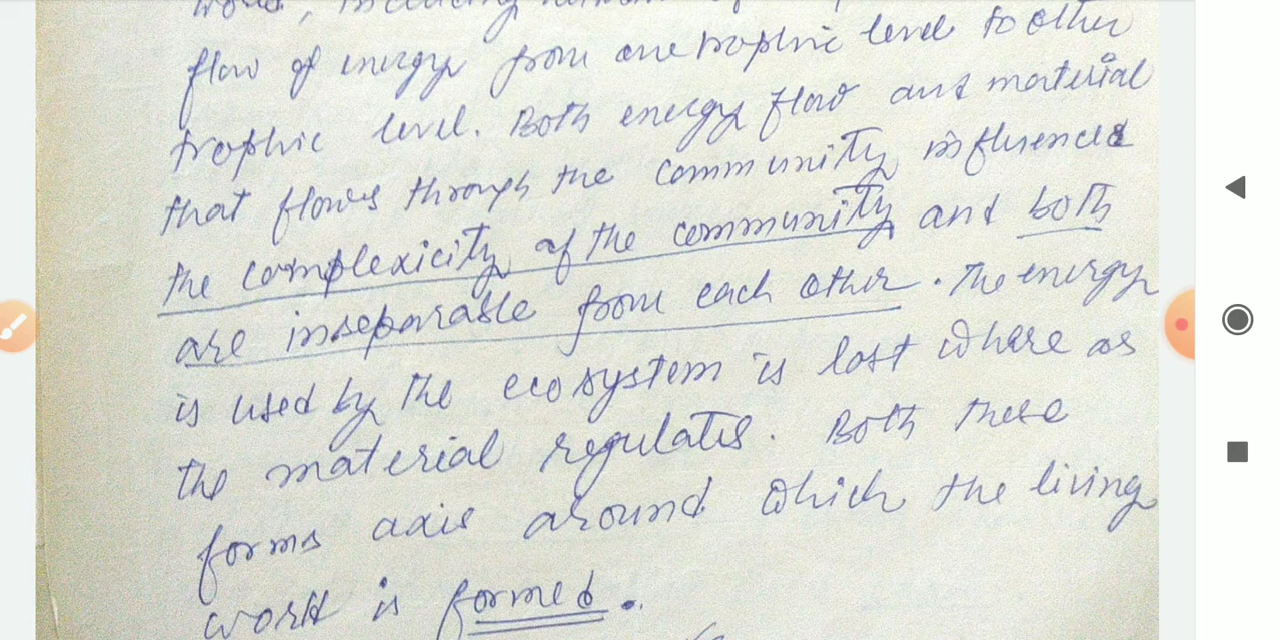 flow of energy from one trophic level to other
trophic level. Both energy flow and material
that flows through the community influences
the complexicity of the community and both
are inseparable from each other. The energy
is used by the ecosystem is lost where as
the material regulates. Both these
forms axis around which the living
world is formed.